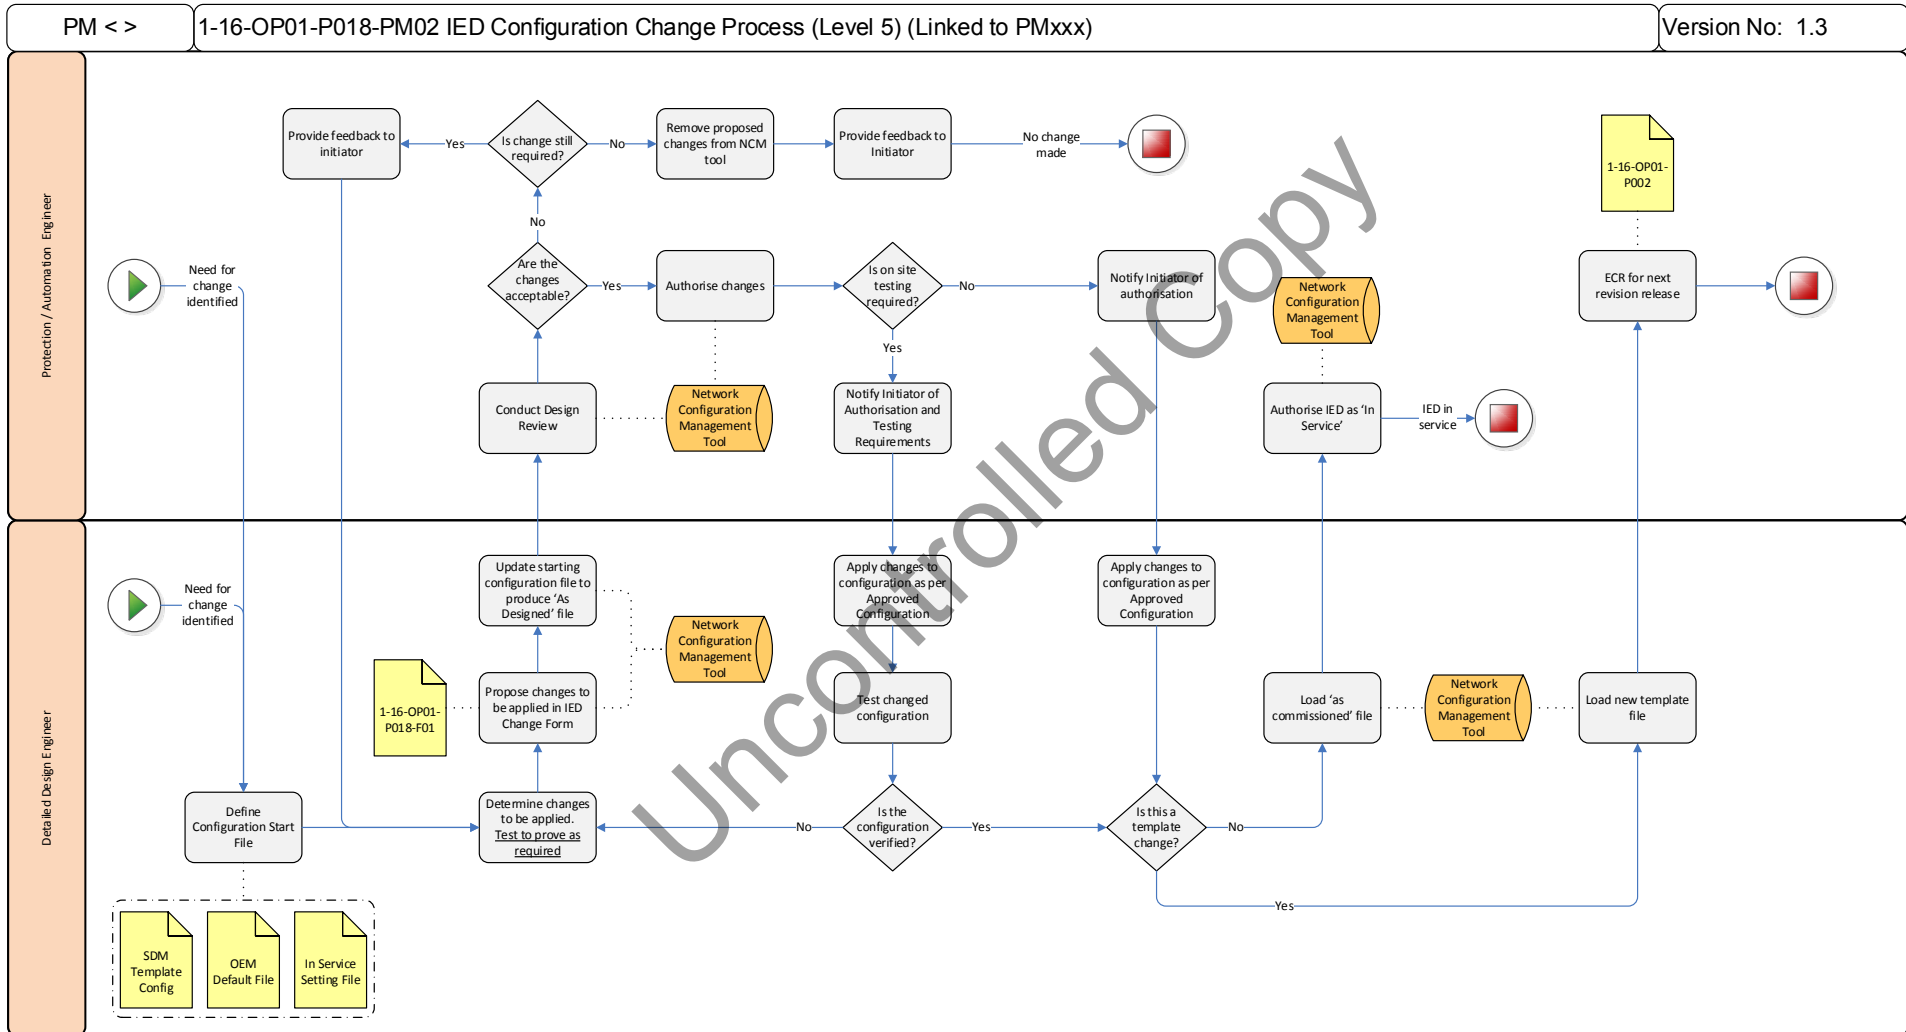 PM < >
1-16-OP01-P018-PM02 IED Configuration Change Process (Level 5) (Linked to PMxxx)
Version No: 1.3
Protection / Automation Engineer
Provide feedback to
initiator
Yes
Is change still
required?
No
Remove proposed
changes from NCM
tool
Provide feedback to
Initiator
No change
made
1-16-OP01-
P002
No
Need for
change
identified
Are the
changes
acceptable?
Yes
Authorise changes
Is on site
testing
required?
No
Notify Initiator of
authorisation
Network
Configuration
Management
Tool
ECR for next
revision release
Yes
Conduct Design
Review
Network
Configuration
Management
Tool
Notify Initiator of
Authorisation and
Testing
Requirements
Authorise IED as ‘In
Service’
IED in
service
Detailed Design Engineer
Need for
change
identified
Update starting
configuration file to
produce ‘As
Designed’ file
Apply changes to
configuration as per
Approved
Configuration
Apply changes to
configuration as per
Approved
Configuration
Network
Configuration
Management
Tool
1-16-OP01-
P018-F01
Propose changes to
be applied in IED
Change Form
Test changed
configuration
Load ‘as
commissioned’ file
Network
Configuration
Management
Tool
Load new template
file
Define
Configuration Start
File
Determine changes
to be applied.
Test to prove as
required
No
Is the
configuration
verified?
Yes
Is this a
template
change?
No
Yes
SDM
Template
Config
OEM
Default File
In Service
Setting File
Uncontrolled Copy